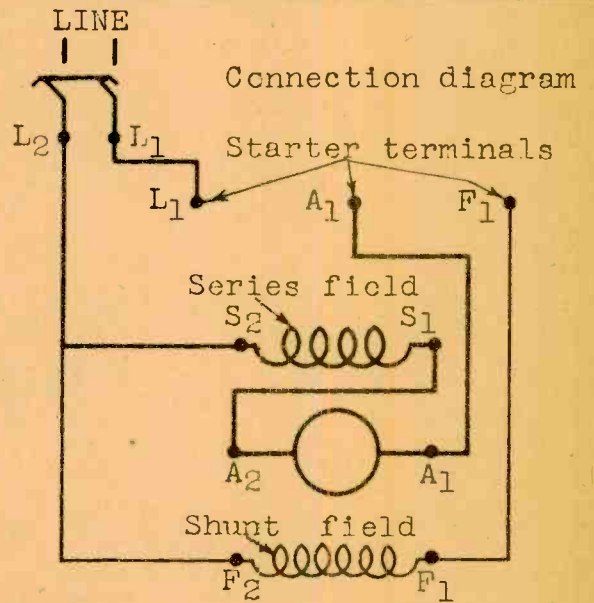 LINE
Connection diagram
L2 L1
Starter terminals
L1 A1 F1
Series field
S2 S1
A2 A1
Shunt field
F2 F1